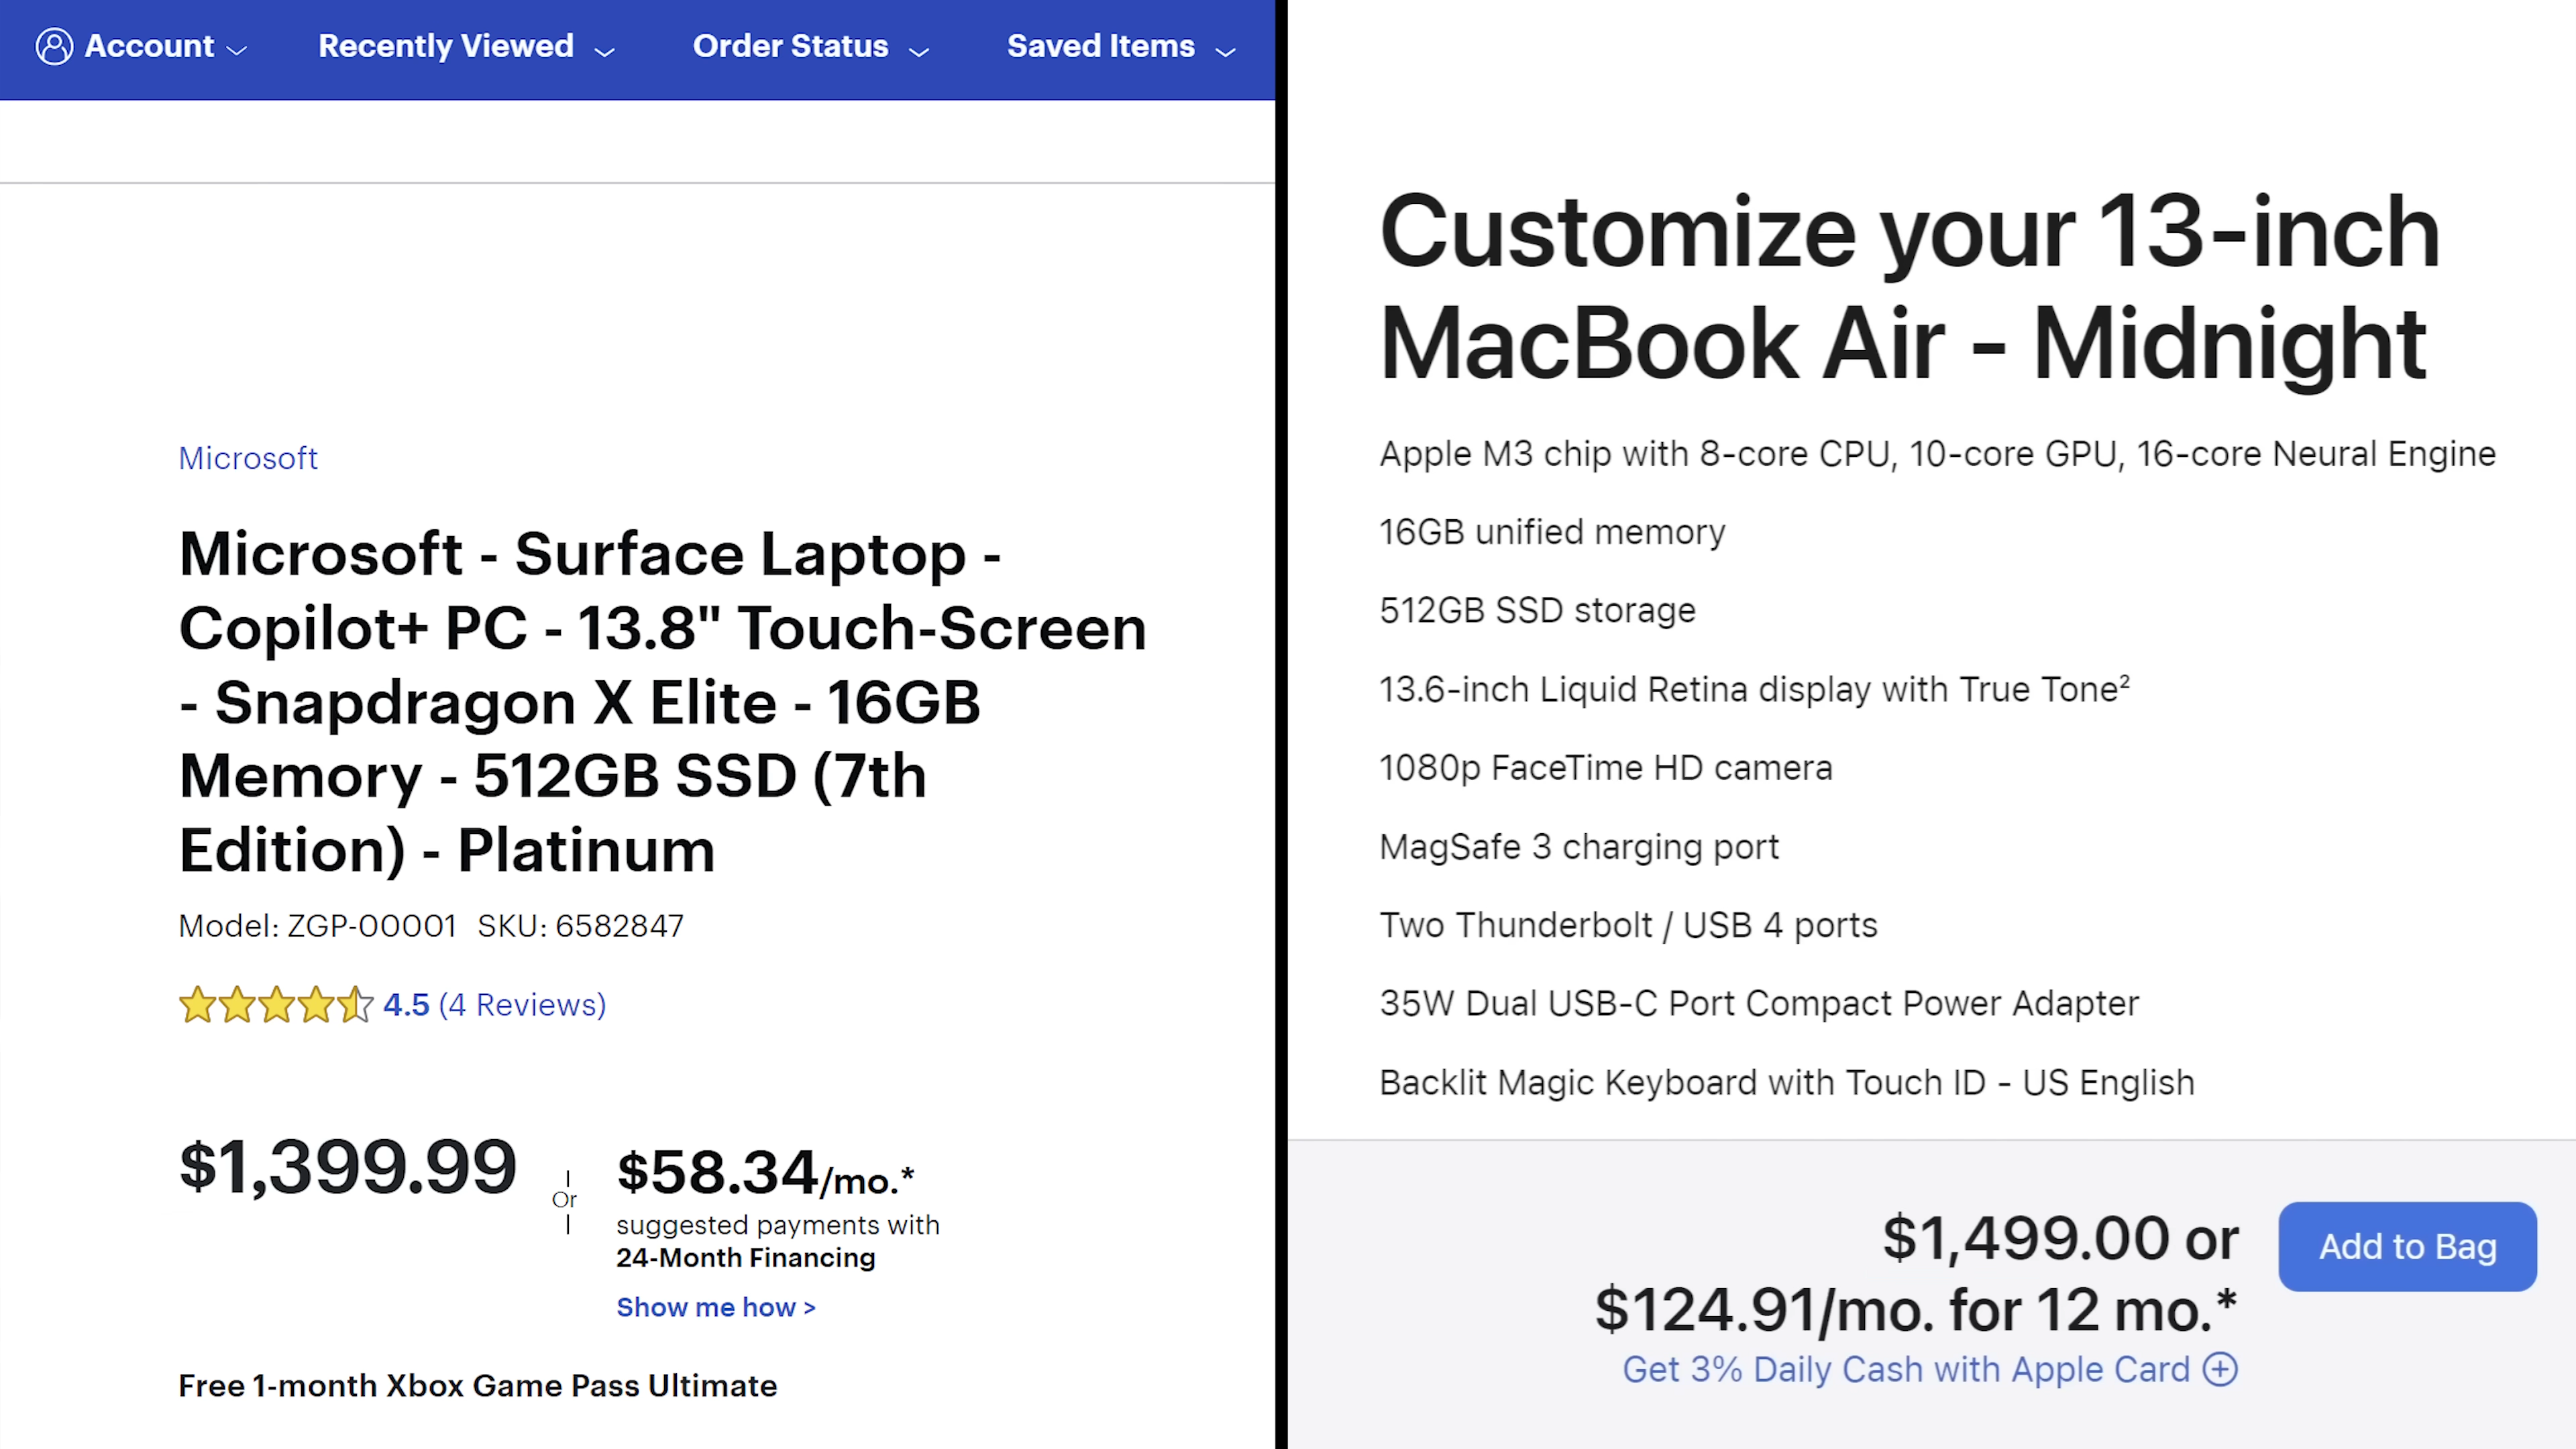 Account
Recently Viewed
Order Status
Saved Items
Microsoft
Microsoft - Surface Laptop -
Copilot+ PC - 13.8" Touch-Screen
- Snapdragon X Elite - 16GB
Memory - 512GB SSD (7th
Edition) - Platinum
Model: ZGP-00001 SKU: 6582847
4.5 (4 Reviews)
$1,399.99
Or
$58.34/mo.*
suggested payments with
24-Month Financing
Show me how >
Free 1-month Xbox Game Pass Ultimate
Customize your 13-inch
MacBook Air - Midnight
Apple M3 chip with 8-core CPU, 10-core GPU, 16-core Neural Engine
16GB unified memory
512GB SSD storage
13.6-inch Liquid Retina display with True Tone²
1080p FaceTime HD camera
MagSafe 3 charging port
Two Thunderbolt / USB 4 ports
35W Dual USB-C Port Compact Power Adapter
Backlit Magic Keyboard with Touch ID - US English
$1,499.00 or
$124.91/mo. for 12 mo.*
Get 3% Daily Cash with Apple Card
Add to Bag